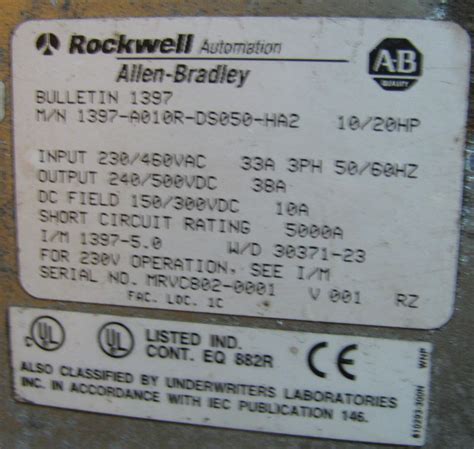 Rockwell Automation
Allen-Bradley
A-B
QUALITY
BULLETIN 1397
M/N 1397-A010R-DS050-HA2 10/20HP
INPUT 230/460VAC 33A 3PH 50/60HZ
OUTPUT 240/500VDC 38A
DC FIELD 150/300VDC 10A
SHORT CIRCUIT RATING 5000A
I/M 1397-5.0 W/D 30371-23
FOR 230V OPERATION, SEE I/M
SERIAL NO. MRVC802-0001 V 001 RZ
FAC. LOC. 1C
UL UL LISTED IND. CE
CONT. EQ 882R
ALSO CLASSIFIED BY UNDERWRITERS LABORATORIES
INC. IN ACCORDANCE WITH IEC PUBLICATION 146.